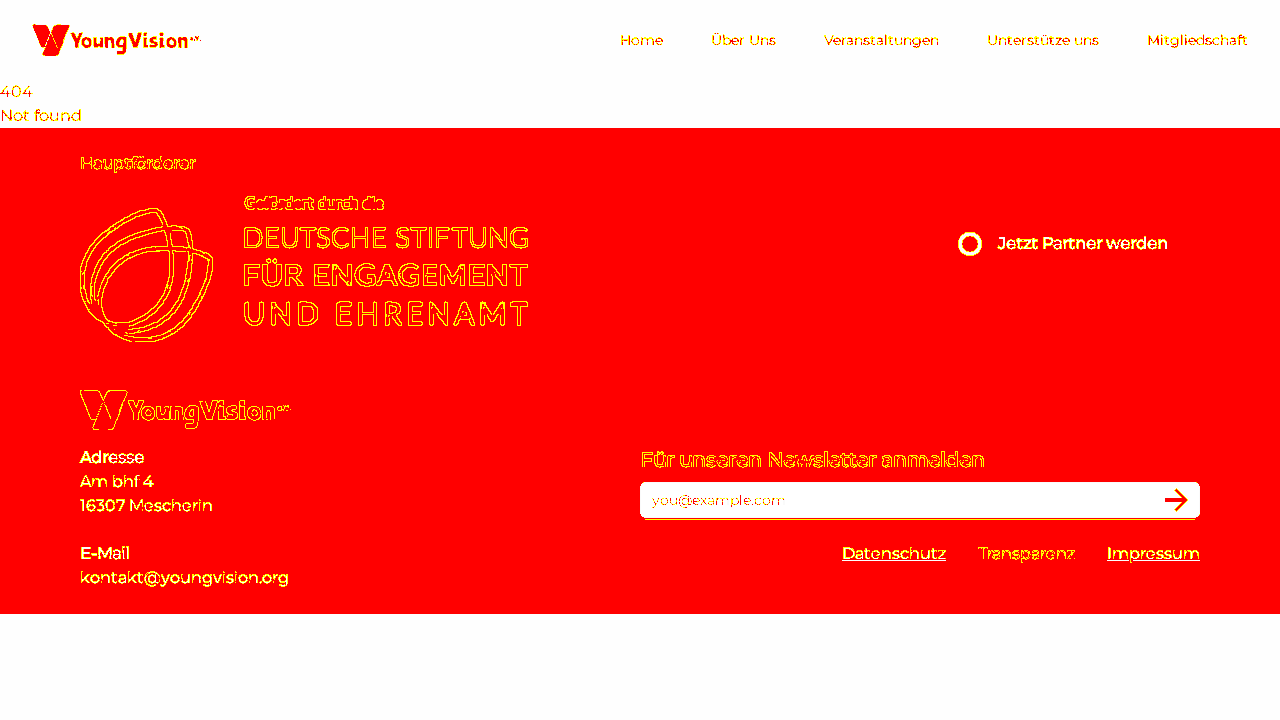 YoungVision
Home
Über Uns
Veranstaltungen
Unterstütze uns
Mitgliedschaft
404
Not found
Hauptförderer
Gefördert durch die
DEUTSCHE STIFTUNG
FÜR ENGAGEMENT
UND EHRENAMT
Jetzt Partner werden
YoungVision
Adresse
Am bhf 4
16307 Mescherin
E-Mail
kontakt@youngvision.org
Für unseren Newsletter anmelden
you@example.com
Datenschutz
Transparenz
Impressum